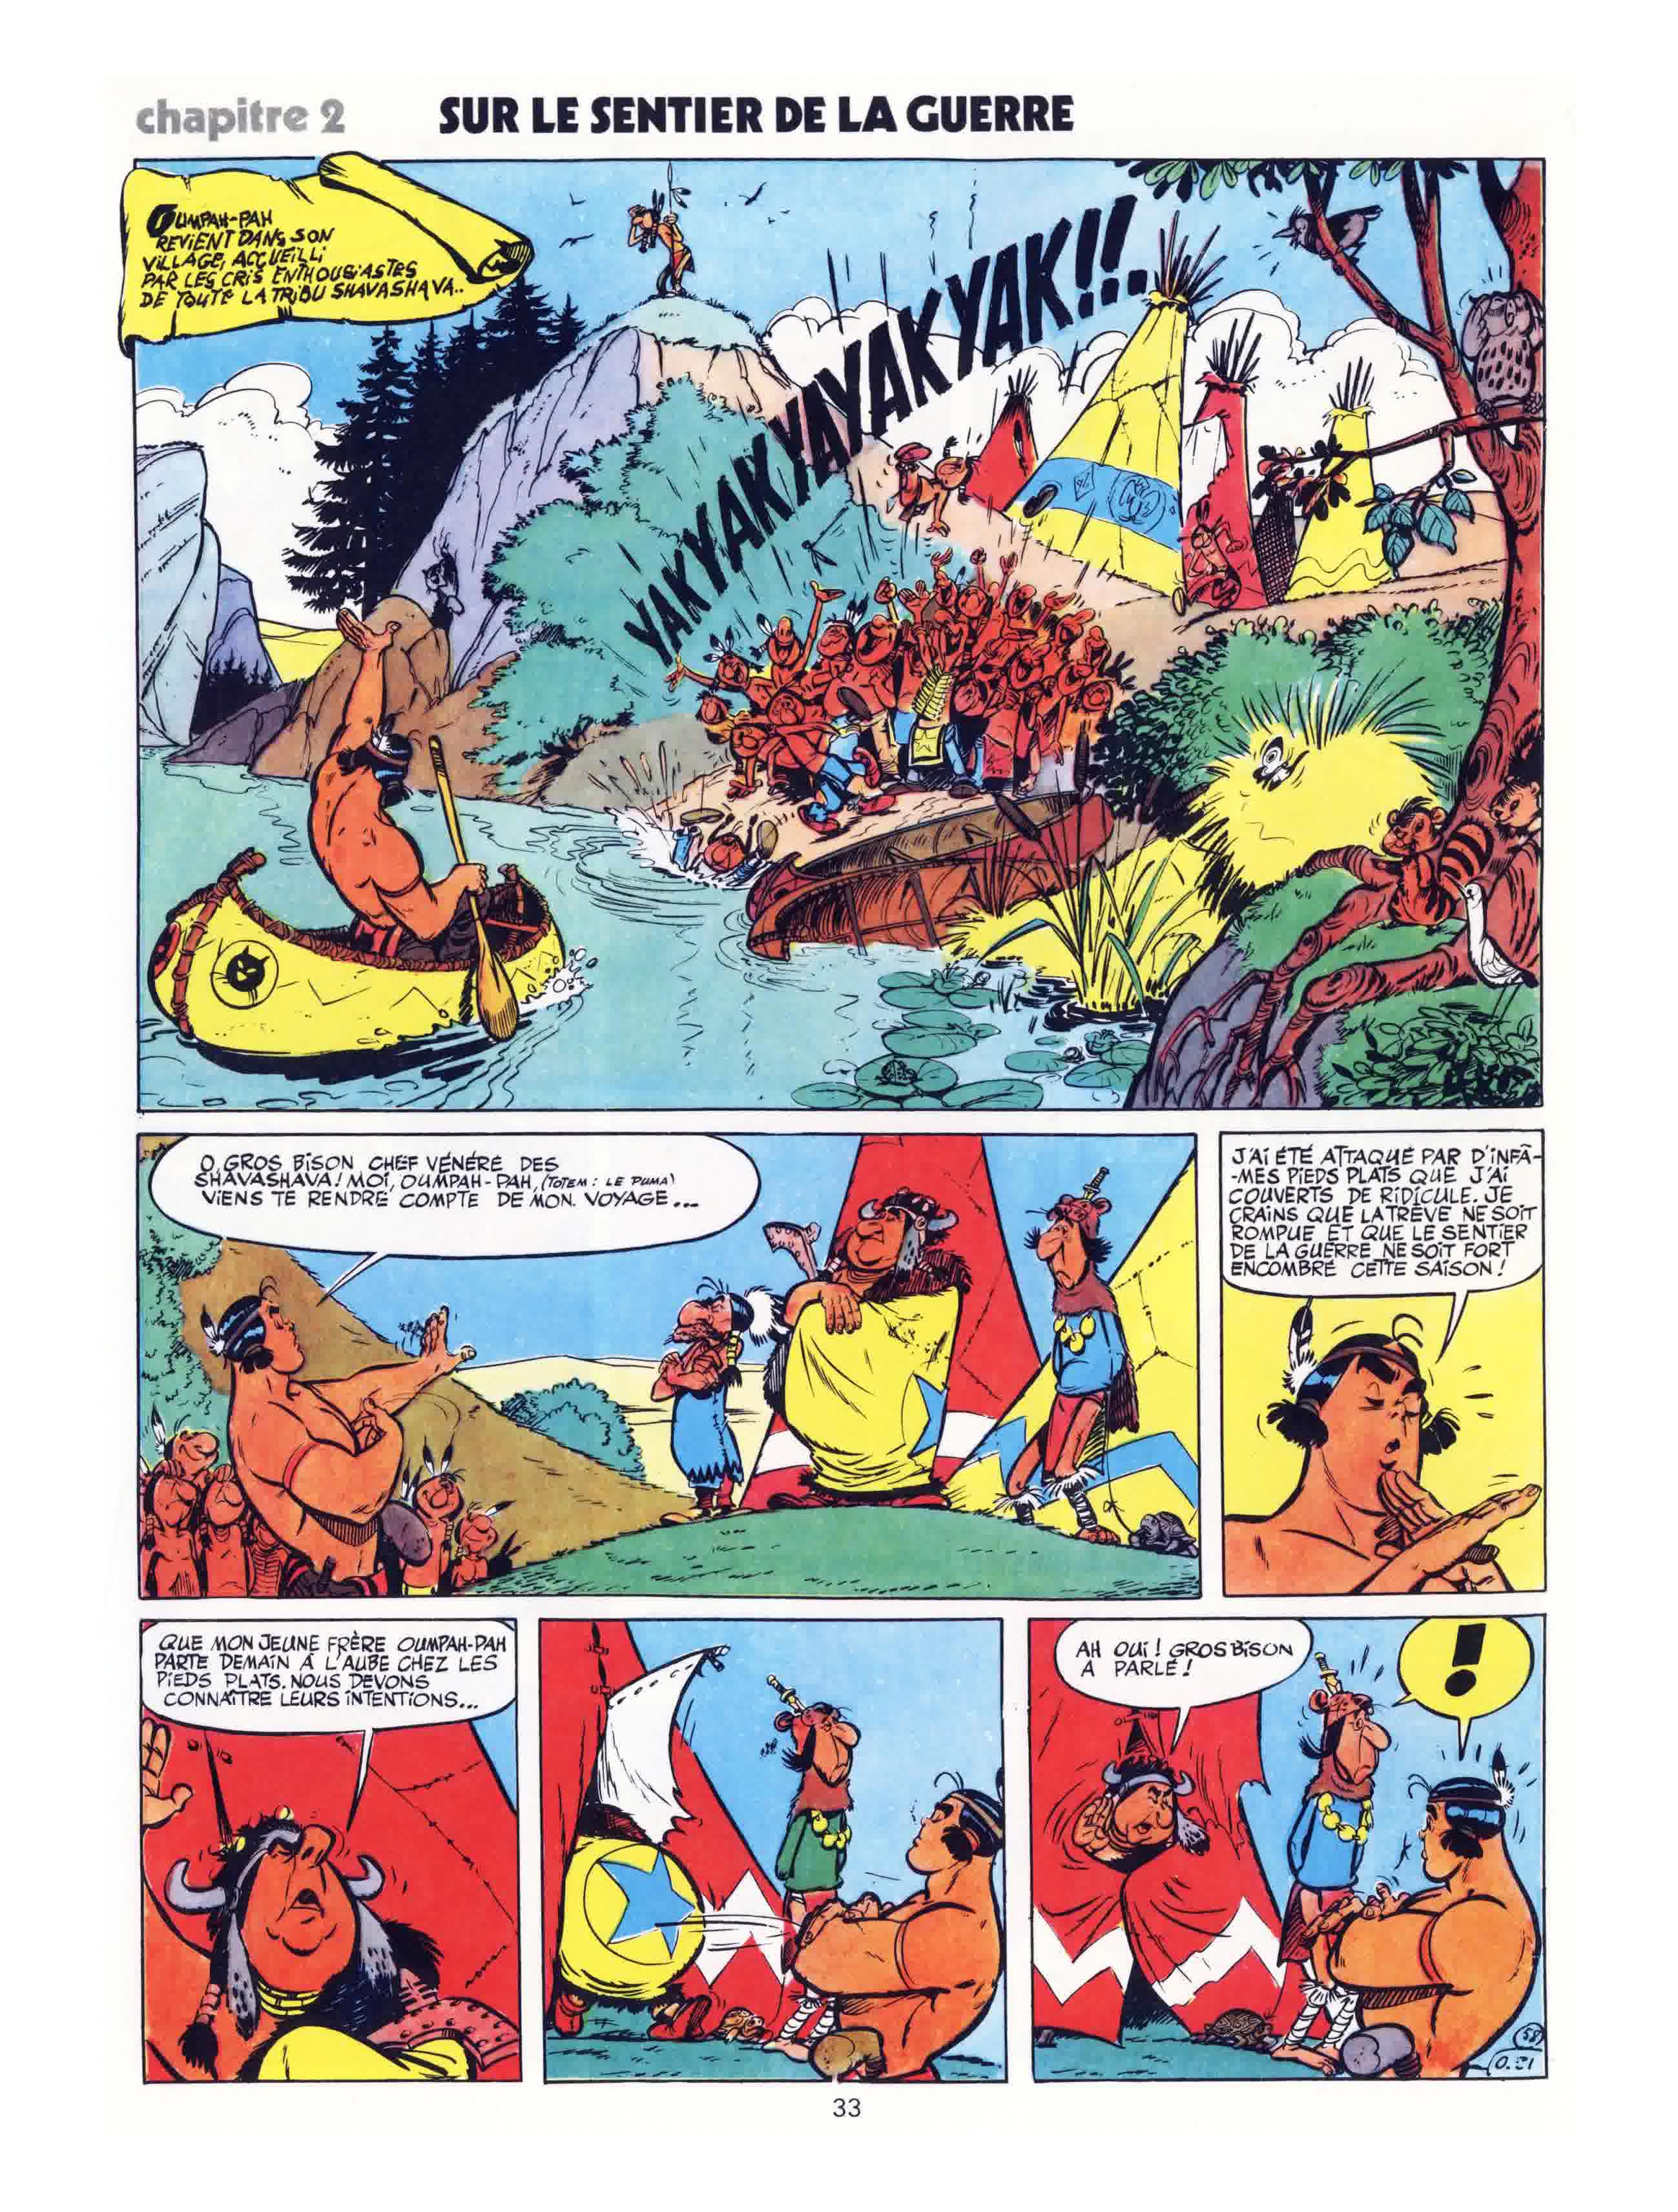 chapitre 2 SUR LE SENTIER DE LA GUERRE
OUMPAH-PAH
REVIENT DANS SON
VILLAGE, ACCUEILLI
PAR LES CRIS ENTHOUSIASTES
DE TOUTE LA TRIBU SHAVASHAVA..
YAKYAKYAKYAYAKYAKYAK!!.
O, GROS BISON, CHEF VÉNÉRÉ DES
SHAVASHAVA! MOI, OUMPAH-PAH, (TOTEM: LE PUMA)
VIENS TE RENDRE COMPTE DE MON VOYAGE...
J'AI ÉTÉ ATTAQUÉ PAR D'INFÂ-
-MES PIEDS PLATS QUE J'AI
COUVERTS DE RIDICULE. JE
CRAINS QUE LA TRÊVE NE SOIT
ROMPUE ET QUE LE SENTIER
DE LA GUERRE NE SOIT FORT
ENCOMBRÉ CETTE SAISON!
QUE MON JEUNE FRÈRE OUMPAH-PAH
PARTE DEMAIN À L'AUBE CHEZ LES
PIEDS PLATS. NOUS DEVONS
CONNAÎTRE LEURS INTENTIONS...
AH OUI! GROS BISON
A PARLÉ!
!
58
33